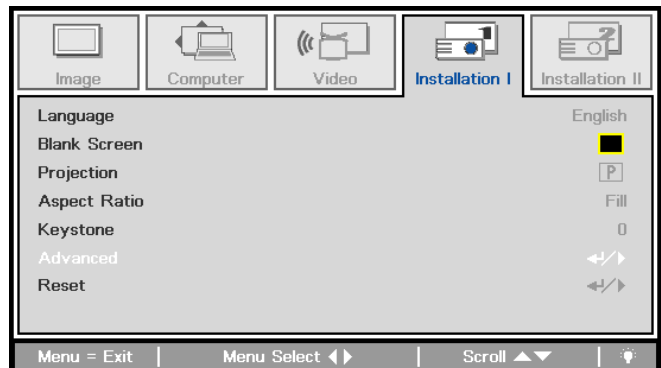 Image Computer Video Installation I Installation II
Language English
Blank Screen
Projection P
Aspect Ratio Fill
Keystone 0
Advanced
Reset
Menu = Exit Menu Select Scroll